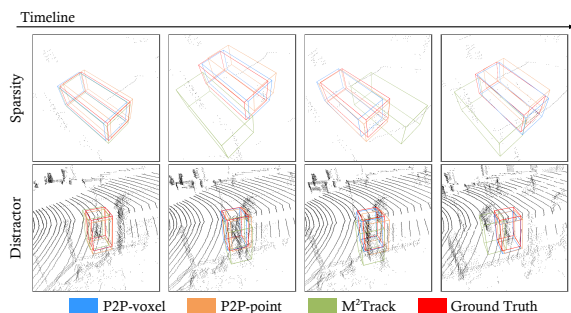 Timeline
Sparsity
Distractor
P2P-voxel P2P-point M²Track Ground Truth